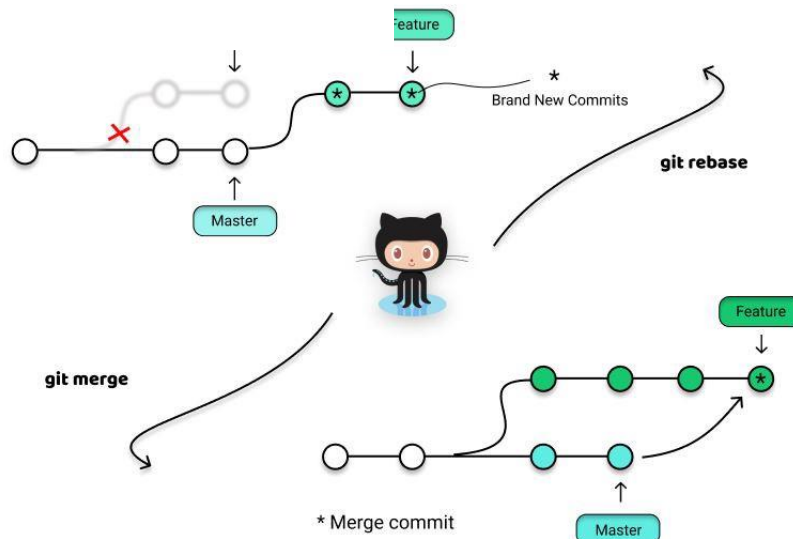 Feature
*
*
*
Brand New Commits
git rebase
Master
Feature
git merge
*
* Merge commit
Master